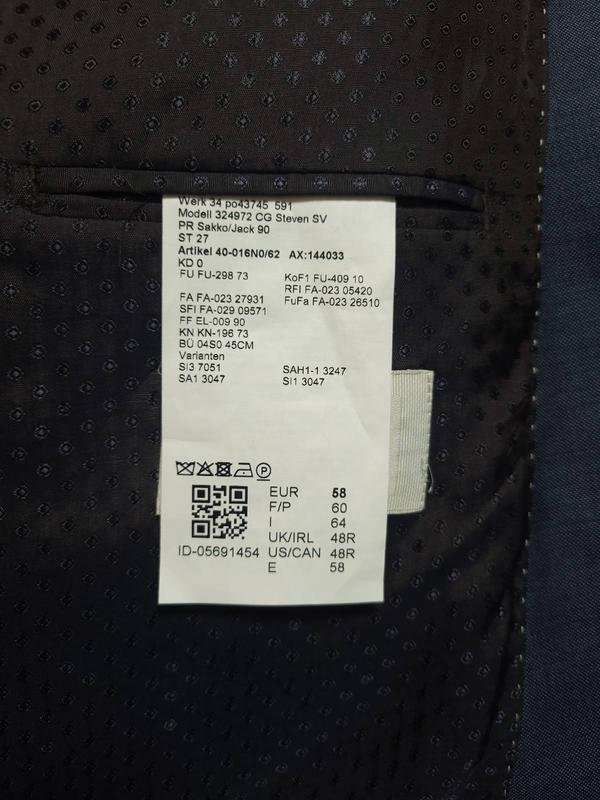 Werk 34 po43745 591
Modell 324972 CG Steven SV
PR Sakko/Jack 90
ST 27
Artikel 40-016N0/62 AX:144033
KD 0
FU FU-298 73 KoF1 FU-409 10
RFI FA-023 05420
FA FA-023 27931 FuFa FA-023 26510
SFI FA-029 09571
FF EL-009 90
KN KN-196 73
BÜ 04S0 45CM
Varianten
SI3 7051 SAH1-1 3247
SA1 3047 SI1 3047
P
EUR 58
F/P 60
I 64
UK/IRL 48R
ID-05691454 US/CAN 48R
E 58